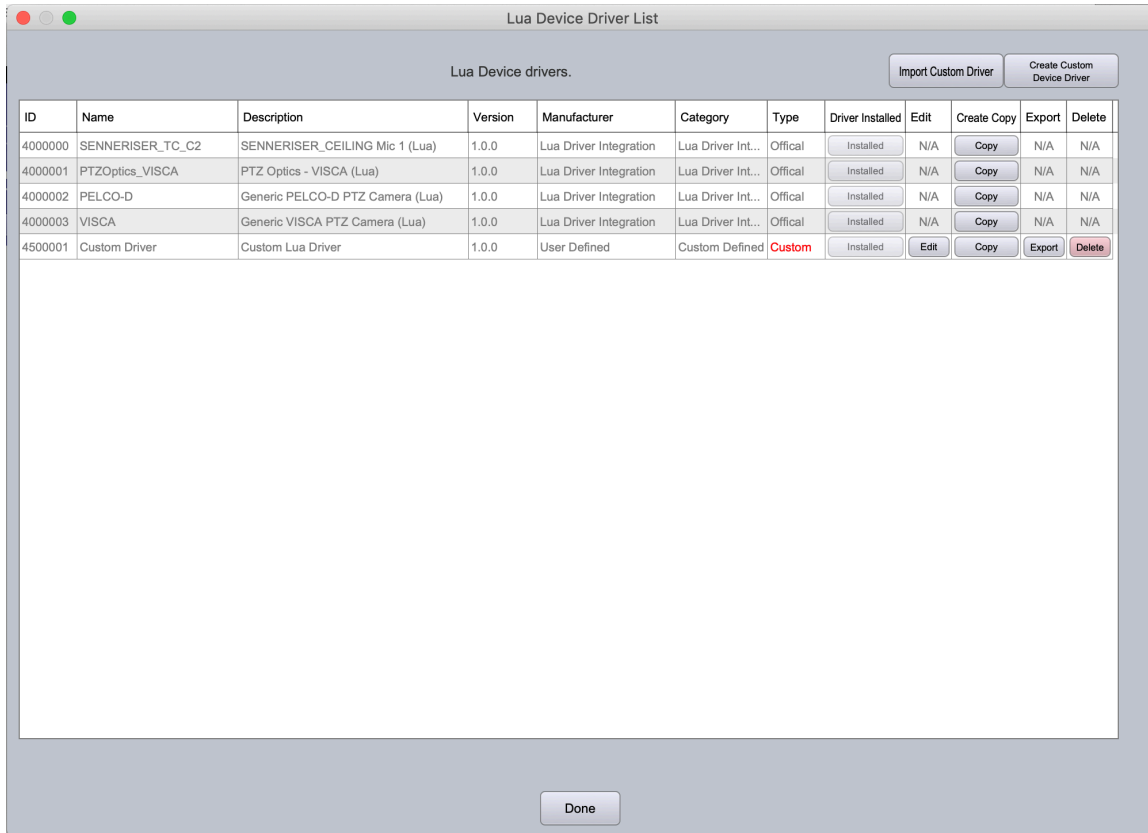 Lua Device Driver List
Lua Device drivers.
Import Custom Driver
Create Custom
Device Driver
ID Name Description Version Manufacturer Category Type Driver Installed Edit Create Copy Export Delete
4000000 SENNERISER_TC_C2 SENNERISER_CEILING Mic 1 (Lua) 1.0.0 Lua Driver Integration Lua Driver Int... Offical Installed N/A Copy N/A N/A
4000001 PTZOptics_VISCA PTZ Optics - VISCA (Lua) 1.0.0 Lua Driver Integration Lua Driver Int... Offical Installed N/A Copy N/A N/A
4000002 PELCO-D Generic PELCO-D PTZ Camera (Lua) 1.0.0 Lua Driver Integration Lua Driver Int... Offical Installed N/A Copy N/A N/A
4000003 VISCA Generic VISCA PTZ Camera (Lua) 1.0.0 Lua Driver Integration Lua Driver Int... Offical Installed N/A Copy N/A N/A
4500001 Custom Driver Custom Lua Driver 1.0.0 User Defined Custom Defined Custom Installed Edit Copy Export Delete
Done